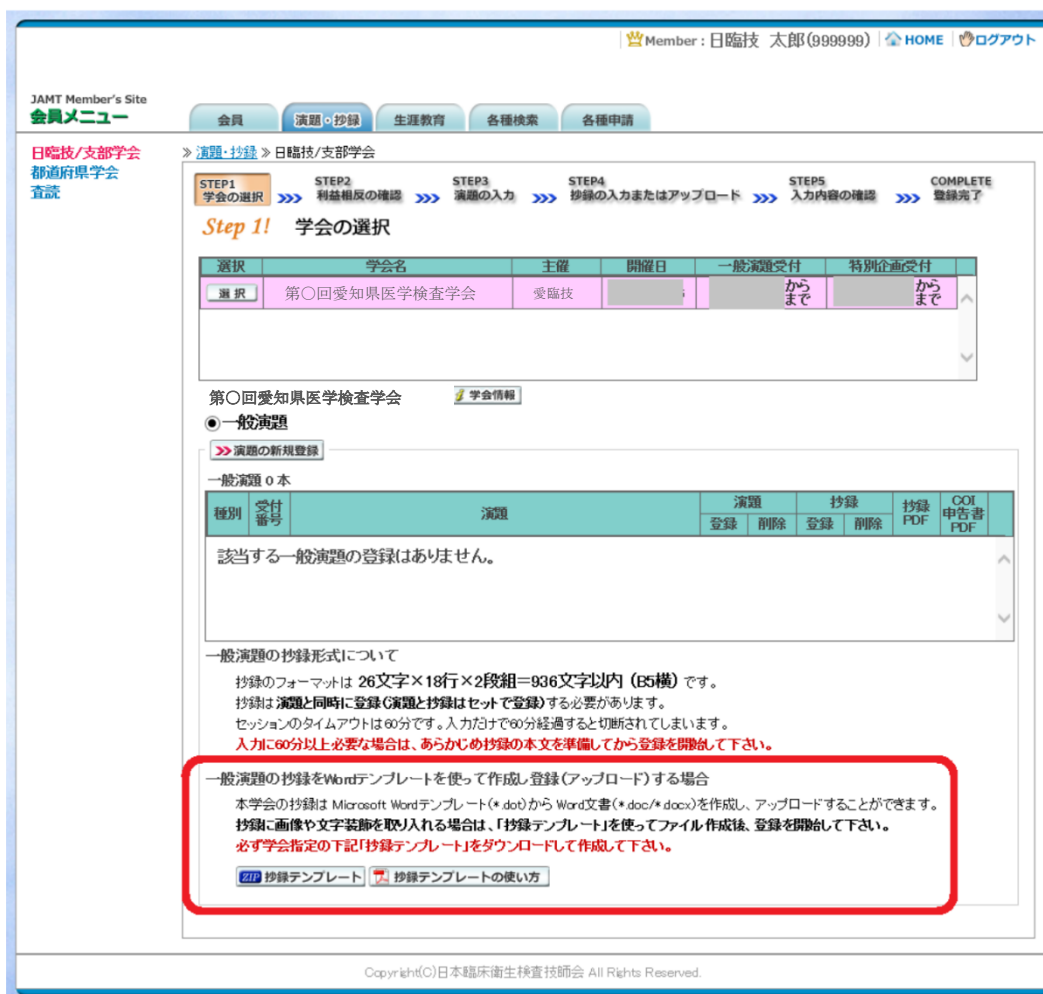 Member : 日臨技 太郎(999999) HOME ログアウト
JAMT Member's Site
会員メニュー
会員 演題・抄録 生涯教育 各種検索 各種申請
日臨技/支部学会
都道府県学会
査読
≫ 演題・抄録 ≫ 日臨技/支部学会
STEP1 STEP2 STEP3 STEP4 STEP5 COMPLETE
学会の選択 >>> 利益相反の確認 >>> 演題の入力 >>> 抄録の入力またはアップロード >>> 入力内容の確認 >>> 登録完了
Step 1! 学会の選択
選択 学会名 主催 開催日 一般演題受付 特別企画受付
選択 第〇回愛知県医学検査学会 愛臨技 から から
まで まで
第〇回愛知県医学検査学会 学会情報
一般演題
>> 演題の新規登録
一般演題 0 本
種別 受付番号 演題 演題 抄録 抄録PDF COI申告書PDF
登録 削除 登録 削除
該当する一般演題の登録はありません。
一般演題の抄録形式について
抄録のフォーマットは 26文字×18行×2段組=936文字以内 (B5横) です。
抄録は演題と同時に登録(演題と抄録はセットで登録)する必要があります。
セッションのタイムアウトは60分です。入力だけで60分経過すると切断されてしまいます。
入力に60分以上必要な場合は、あらかじめ抄録の本文を準備してから登録を開始して下さい。
一般演題の抄録をWordテンプレートを使って作成し登録(アップロード)する場合
本学会の抄録は Microsoft Wordテンプレート(*.dot)から Word文書(*.doc/*.docx)を作成し、アップロードすることができます。
抄録に画像や文字装飾を取り入れる場合は、「抄録テンプレート」を使ってファイル作成後、登録を開始して下さい。
必ず学会指定の下記「抄録テンプレート」をダウンロードして作成して下さい。
ZIP 抄録テンプレート 抄録テンプレートの使い方
Copyright(C)日本臨床衛生検査技師会 All Rights Reserved.